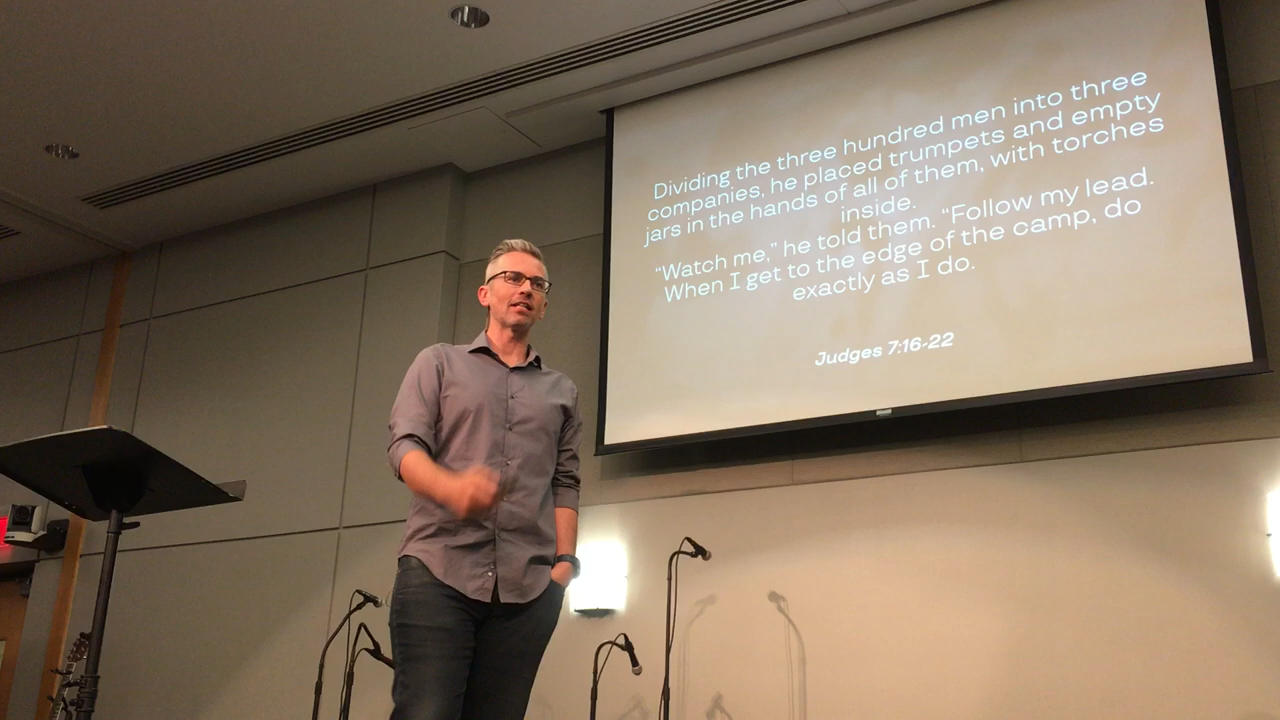 Dividing the three hundred men into three
companies, he placed trumpets and empty
jars in the hands of all of them, with torches
inside.
“Watch me,” he told them. “Follow my lead.
When I get to the edge of the camp, do
exactly as I do.
Judges 7:16-22